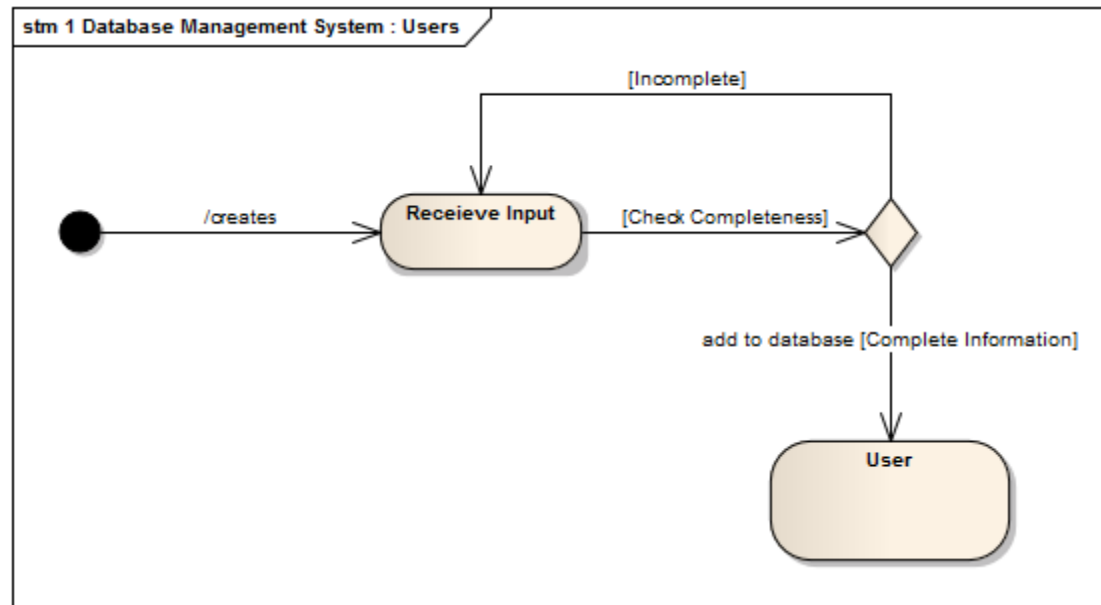 stm 1 Database Management System : Users
[Incomplete]
/creates
Receieve Input
[Check Completeness]
add to database [Complete Information]
User